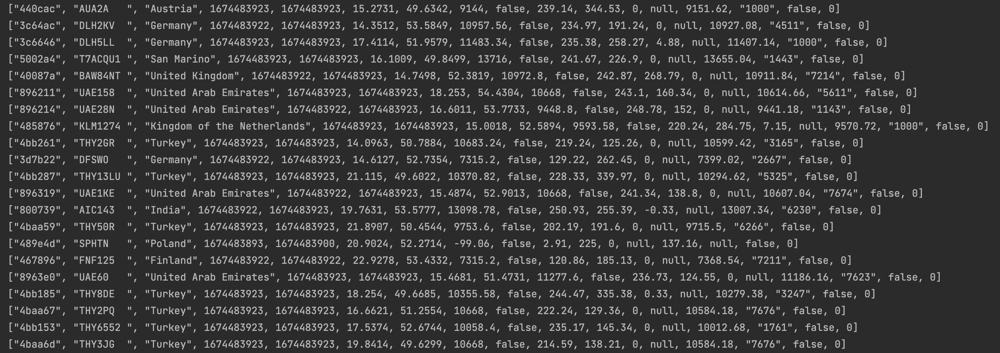 ["440cac", "AUA2A   ", "Austria", 1674483923, 1674483923, 15.2731, 49.6342, 9144, false, 239.14, 344.53, 0, null, 9151.62, "1000", false, 0]
["3c64ac", "DLH2KV  ", "Germany", 1674483922, 1674483923, 14.3512, 53.5849, 10957.56, false, 234.97, 191.24, 0, null, 10927.08, "4511", false, 0]
["3c6646", "DLH5LL  ", "Germany", 1674483923, 1674483923, 17.4114, 51.9579, 11483.34, false, 235.38, 258.27, 4.88, null, 11407.14, "1000", false, 0]
["5002a4", "T7ACQU1 ", "San Marino", 1674483923, 1674483923, 16.1009, 49.8499, 13716, false, 241.67, 226.9, 0, null, 13655.04, "1443", false, 0]
["40087a", "BAW84NT ", "United Kingdom", 1674483922, 1674483923, 14.7498, 52.3819, 10972.8, false, 242.87, 268.79, 0, null, 10911.84, "7214", false, 0]
["896211", "UAE158  ", "United Arab Emirates", 1674483923, 1674483923, 18.253, 54.4304, 10668, false, 243.1, 160.34, 0, null, 10614.66, "5611", false, 0]
["896214", "UAE28N  ", "United Arab Emirates", 1674483922, 1674483923, 16.6011, 53.7733, 9448.8, false, 248.78, 152, 0, null, 9441.18, "1143", false, 0]
["485876", "KLM1274 ", "Kingdom of the Netherlands", 1674483923, 1674483923, 15.0018, 52.5894, 9593.58, false, 220.24, 284.75, 7.15, null, 9570.72, "1000", false, 0]
["4bb261", "THY2GR  ", "Turkey", 1674483923, 1674483923, 14.0963, 50.7884, 10683.24, false, 219.24, 125.26, 0, null, 10599.42, "3165", false, 0]
["3d7b22", "DFSWO   ", "Germany", 1674483922, 1674483923, 14.6127, 52.7354, 7315.2, false, 129.22, 262.45, 0, null, 7399.02, "2667", false, 0]
["4bb287", "THY13LU ", "Turkey", 1674483923, 1674483923, 21.115, 49.6022, 10370.82, false, 228.33, 339.97, 0, null, 10294.62, "5325", false, 0]
["896319", "UAE1KE  ", "United Arab Emirates", 1674483922, 1674483923, 15.4874, 52.9013, 10668, false, 241.34, 138.8, 0, null, 10607.04, "7674", false, 0]
["800739", "AIC143  ", "India", 1674483922, 1674483923, 19.7631, 53.5777, 13098.78, false, 250.93, 255.39, -0.33, null, 13007.34, "6230", false, 0]
["4baa59", "THY50R  ", "Turkey", 1674483923, 1674483923, 21.8907, 50.4544, 9753.6, false, 202.19, 191.6, 0, null, 9715.5, "6266", false, 0]
["489e4d", "SPHTN   ", "Poland", 1674483893, 1674483900, 20.9024, 52.2714, -99.06, false, 2.91, 225, 0, null, 137.16, null, false, 0]
["467896", "FNF125  ", "Finland", 1674483922, 1674483922, 22.9278, 53.4332, 7315.2, false, 120.86, 185.13, 0, null, 7368.54, "7211", false, 0]
["8963e0", "UAE60   ", "United Arab Emirates", 1674483923, 1674483923, 15.4681, 51.4731, 11277.6, false, 236.73, 124.55, 0, null, 11186.16, "7623", false, 0]
["4bb185", "THY8DE  ", "Turkey", 1674483923, 1674483923, 18.254, 49.6685, 10355.58, false, 244.47, 335.38, 0.33, null, 10279.38, "3247", false, 0]
["4baa67", "THY2PQ  ", "Turkey", 1674483923, 1674483923, 16.6621, 51.2554, 10668, false, 222.24, 129.36, 0, null, 10584.18, "7676", false, 0]
["4bb153", "THY6552 ", "Turkey", 1674483923, 1674483923, 17.5374, 52.6744, 10058.4, false, 235.17, 145.34, 0, null, 10012.68, "1761", false, 0]
["4baa6d", "THY3JG  ", "Turkey", 1674483923, 1674483923, 19.8414, 49.6299, 10668, false, 214.59, 138.21, 0, null, 10584.18, "7676", false, 0]